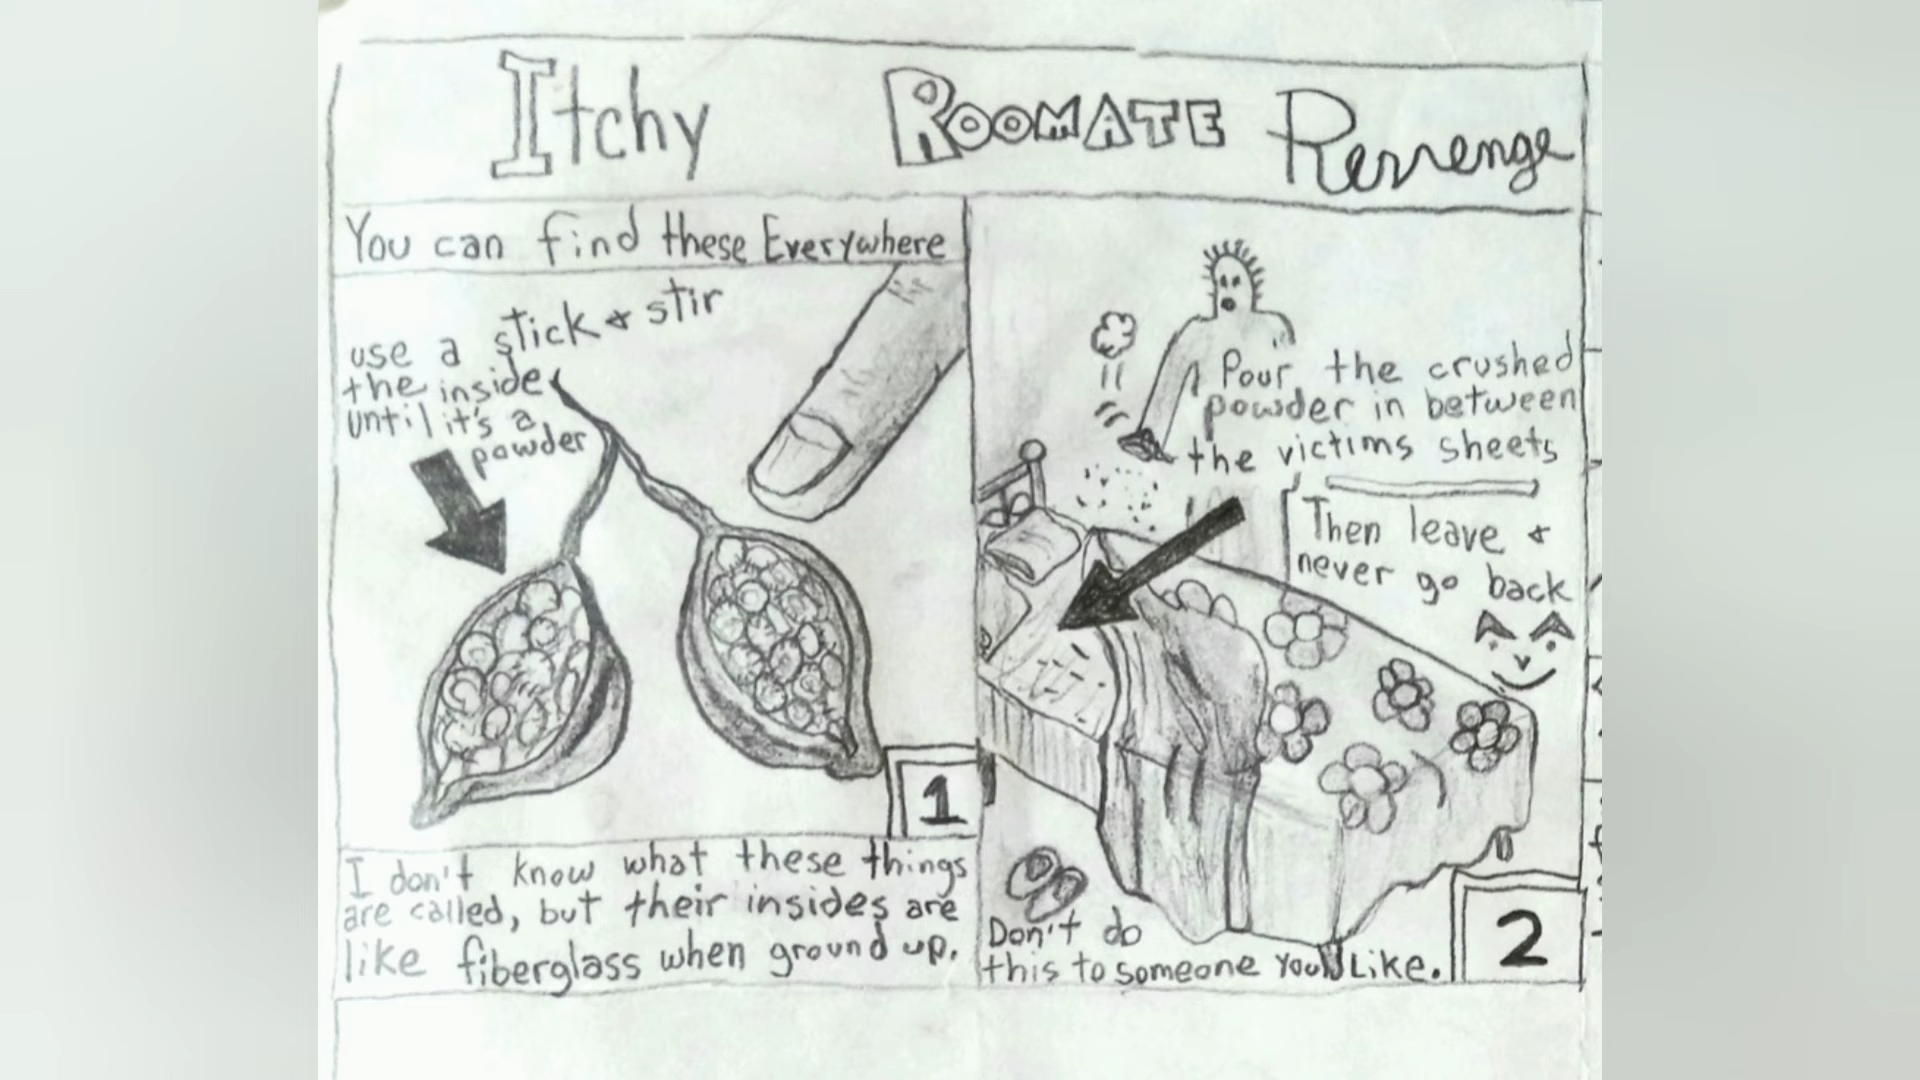 Itchy ROOMATE Revenge
You can find these Everywhere
use a stick & stir
the inside
until it's a
powder
1
I don't know what these things
are called, but their insides are
like fiberglass when ground up.
Pour the crushed
powder in between
the victims sheets
Then leave &
never go back
Don't do
this to someone you Like.
2